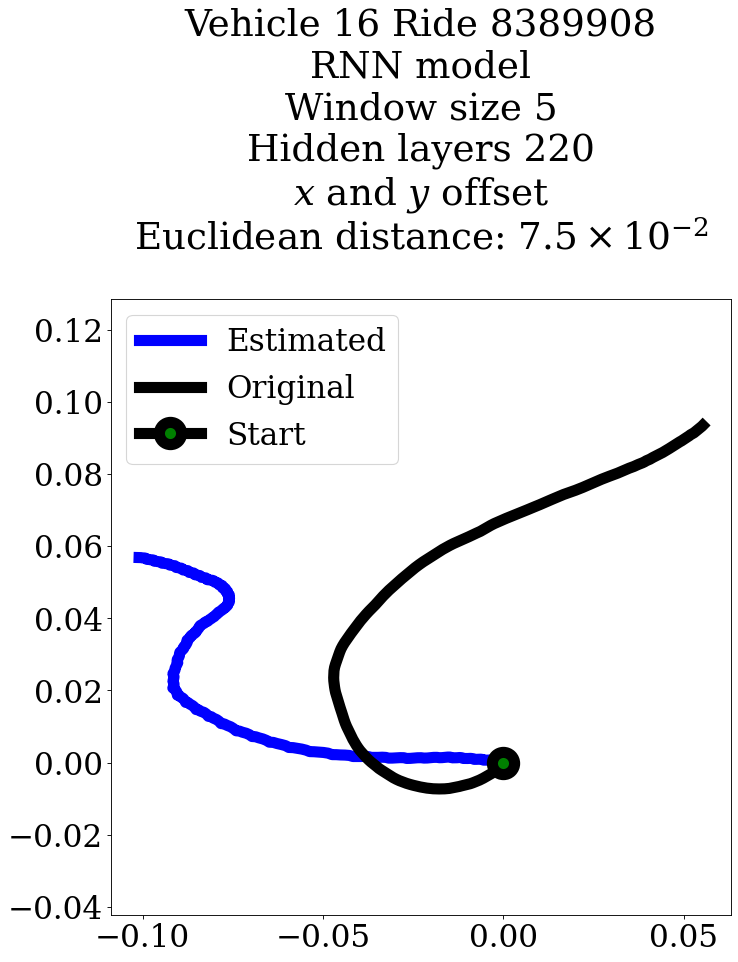 Vehicle 16 Ride 8389908
RNN model
Window size 5
Hidden layers 220
x and y offset
Euclidean distance: 7.5 × 10⁻²
Estimated
Original
Start
0.12
0.10
0.08
0.06
0.04
0.02
0.00
−0.02
−0.04
−0.10 −0.05 0.00 0.05